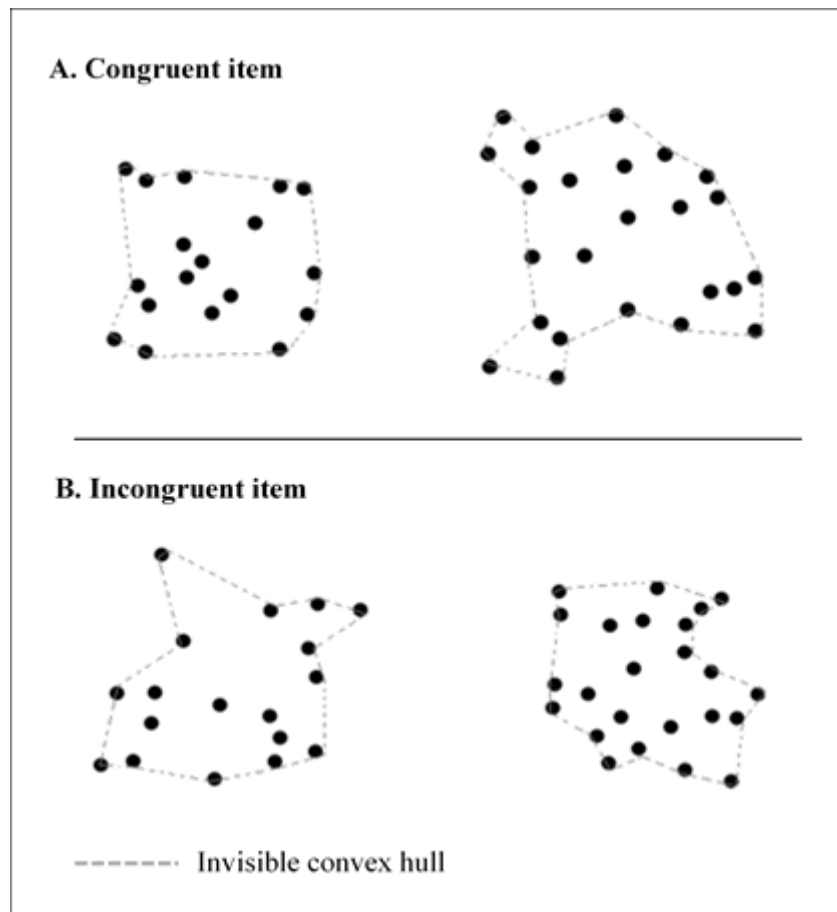 A. Congruent item
B. Incongruent item
Invisible convex hull